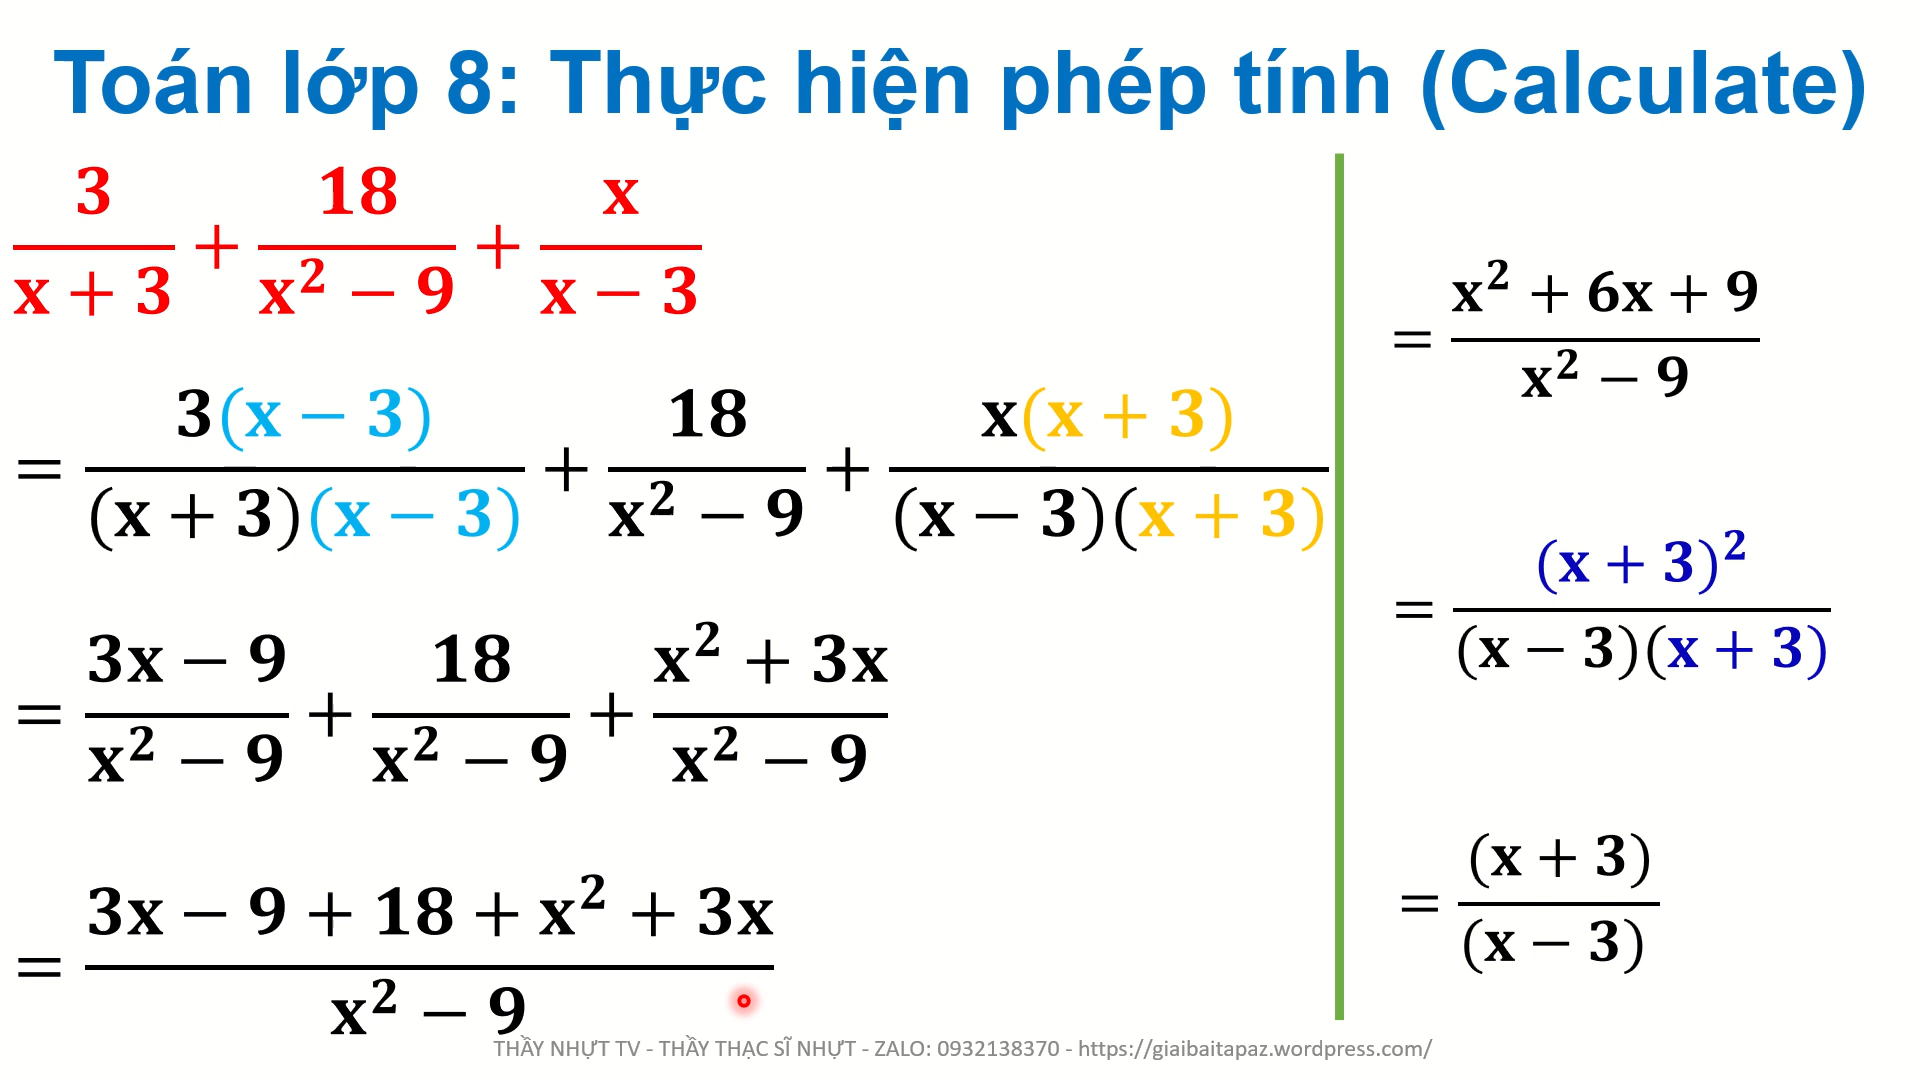 Toán lớp 8: Thực hiện phép tính (Calculate)
3/(x + 3) + 18/(x² − 9) + x/(x − 3)
= 3(x − 3)/((x + 3)(x − 3)) + 18/(x² − 9) + x(x + 3)/((x − 3)(x + 3))
= (3x − 9)/(x² − 9) + 18/(x² − 9) + (x² + 3x)/(x² − 9)
= (3x − 9 + 18 + x² + 3x)/(x² − 9)
= (x² + 6x + 9)/(x² − 9)
= (x + 3)²/((x − 3)(x + 3))
= (x + 3)/(x − 3)
THẦY NHỰT TV - THẦY THẠC SĨ NHỰT - ZALO: 0932138370 - https://giaibaitapaz.wordpress.com/